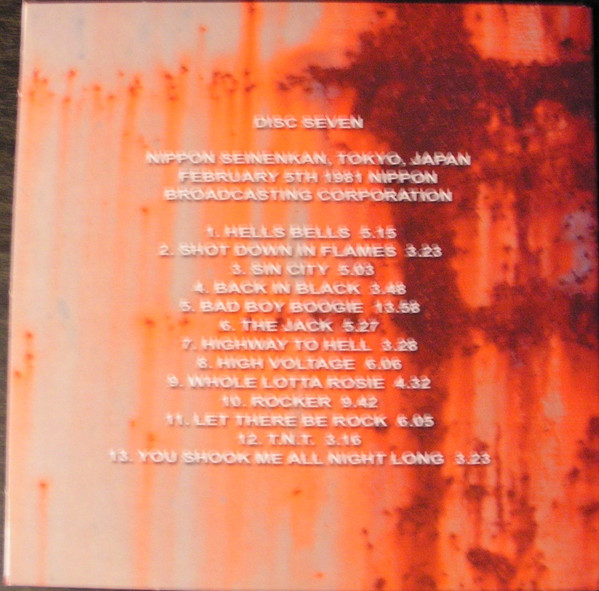 DISC SEVEN
NIPPON SEINENKAN, TOKYO, JAPAN
FEBRUARY 5TH 1981 NIPPON
BROADCASTING CORPORATION
1. HELLS BELLS 5.15
2. SHOT DOWN IN FLAMES 3.23
3. SIN CITY 5.03
4. BACK IN BLACK 3.48
5. BAD BOY BOOGIE 13.58
6. THE JACK 5.27
7. HIGHWAY TO HELL 3.28
8. HIGH VOLTAGE 6.06
9. WHOLE LOTTA ROSIE 4.32
10. ROCKER 9.42
11. LET THERE BE ROCK 6.05
12. T.N.T. 3.16
13. YOU SHOOK ME ALL NIGHT LONG 3.23